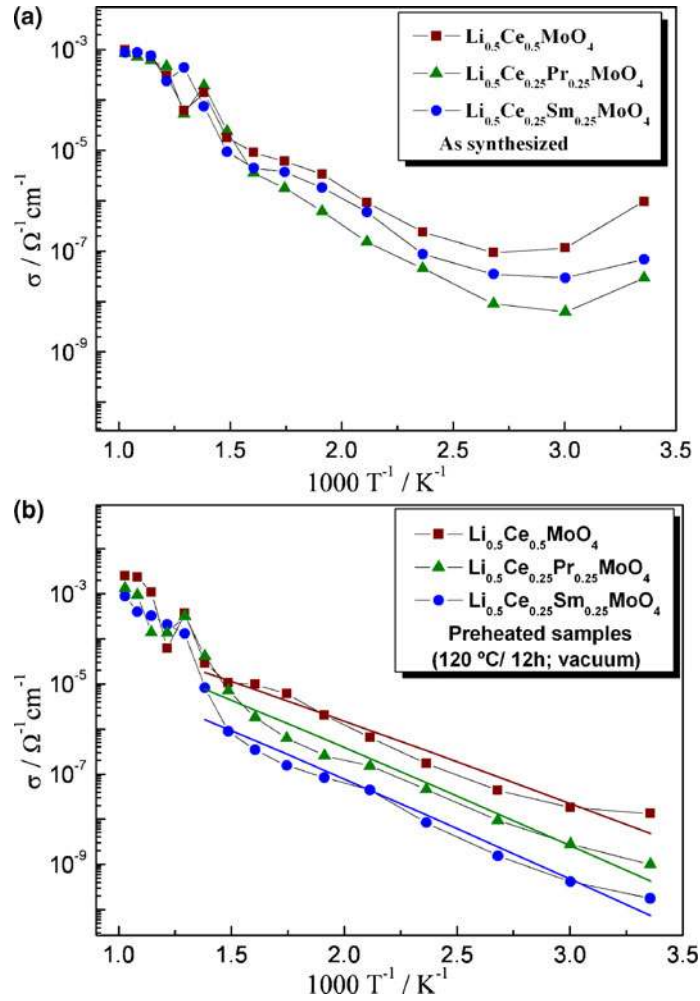 (a)
10⁻³
10⁻⁵
10⁻⁷
10⁻⁹
σ / Ω⁻¹cm⁻¹
Li₀.₅Ce₀.₅MoO₄
Li₀.₅Ce₀.₂₅Pr₀.₂₅MoO₄
Li₀.₅Ce₀.₂₅Sm₀.₂₅MoO₄
As synthesized
1.0 1.5 2.0 2.5 3.0 3.5
1000 T⁻¹ / K⁻¹
(b)
10⁻³
10⁻⁵
10⁻⁷
10⁻⁹
σ / Ω⁻¹cm⁻¹
Li₀.₅Ce₀.₅MoO₄
Li₀.₅Ce₀.₂₅Pr₀.₂₅MoO₄
Li₀.₅Ce₀.₂₅Sm₀.₂₅MoO₄
Preheated samples
(120 ºC/ 12h; vacuum)
1.0 1.5 2.0 2.5 3.0 3.5
1000 T⁻¹ / K⁻¹